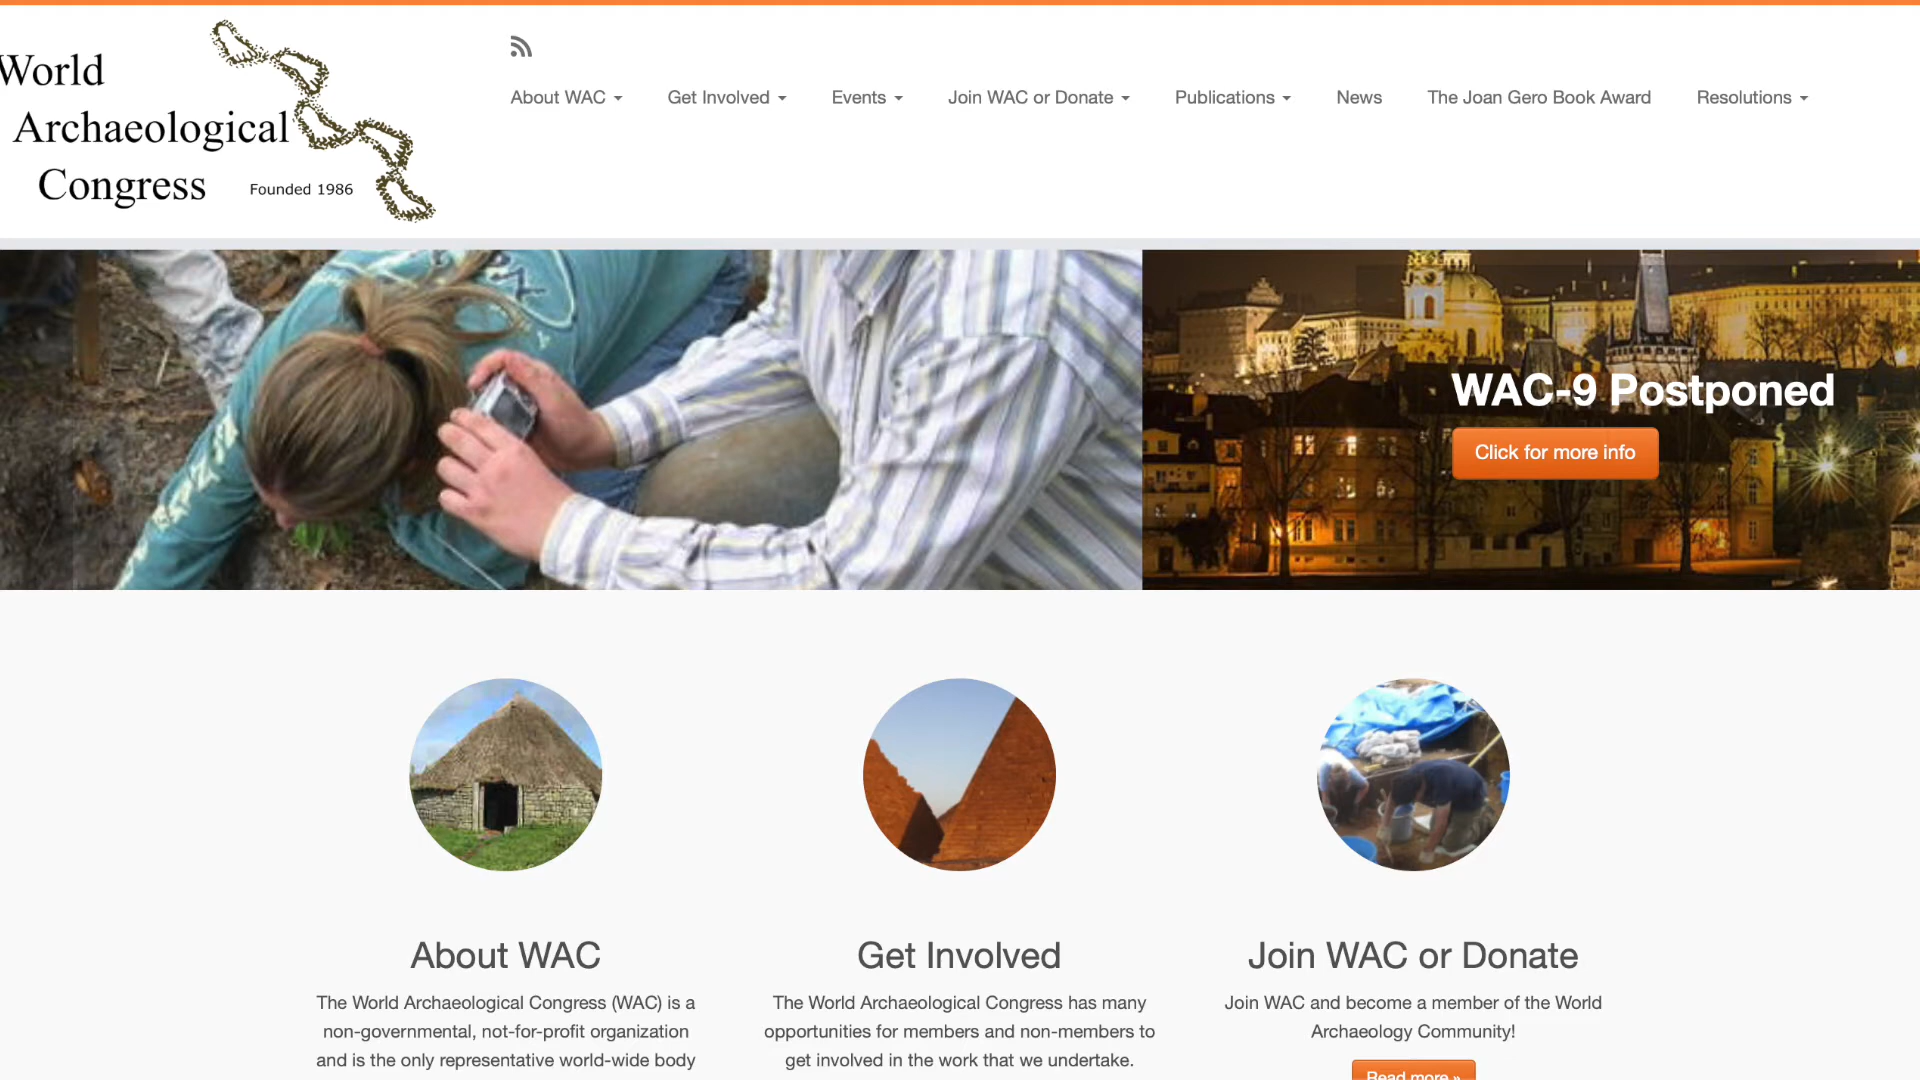 World
Archaeological
Congress
Founded 1986
About WAC
Get Involved
Events
Join WAC or Donate
Publications
News
The Joan Gero Book Award
Resolutions
WAC-9 Postponed
Click for more info
About WAC
The World Archaeological Congress (WAC) is a
non-governmental, not-for-profit organization
and is the only representative world-wide body
Get Involved
The World Archaeological Congress has many
opportunities for members and non-members to
get involved in the work that we undertake.
Join WAC or Donate
Join WAC and become a member of the World
Archaeology Community!
Read more »